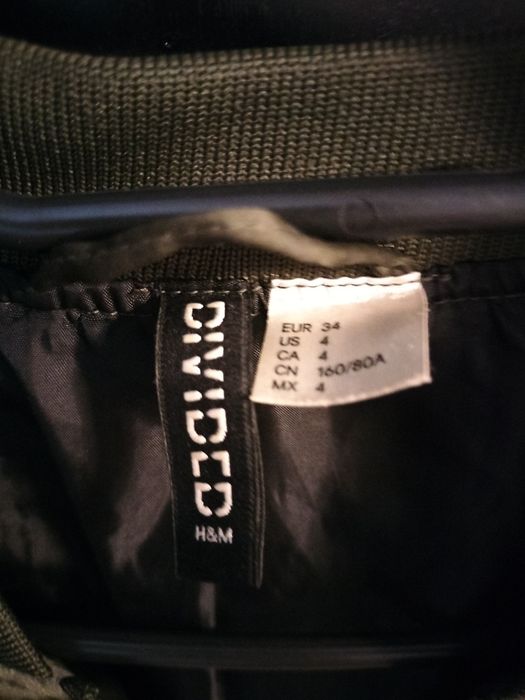 DIVIDED
H&M
EUR 34
US 4
CA 4
CN 160/80A
MX 4